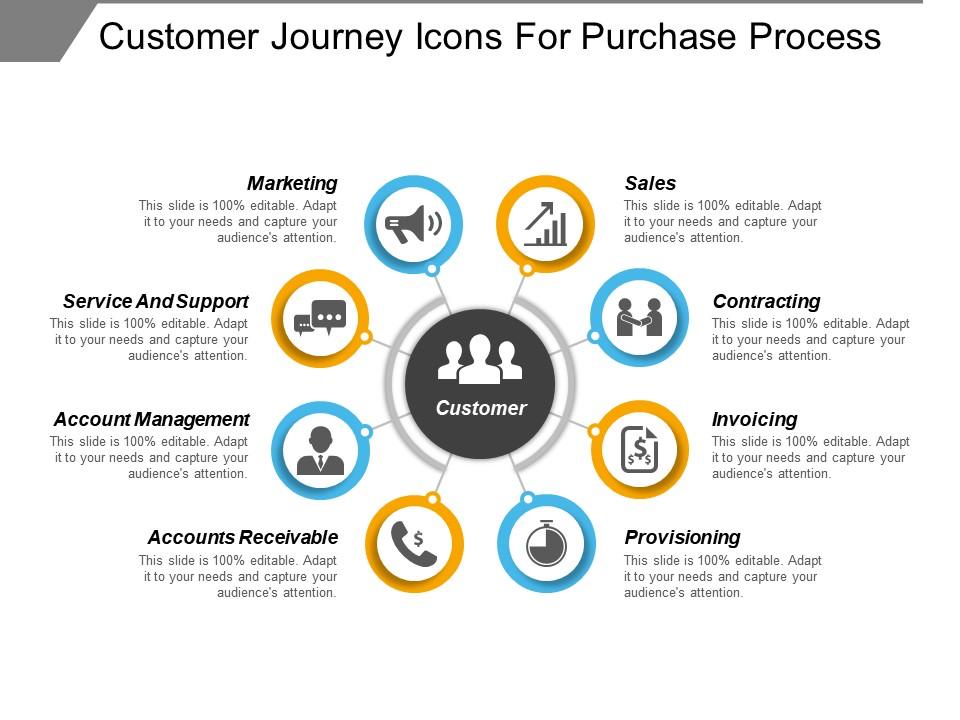 Customer Journey Icons For Purchase Process
Marketing
This slide is 100% editable. Adapt
it to your needs and capture your
audience's attention.
Sales
This slide is 100% editable. Adapt
it to your needs and capture your
audience's attention.
Service And Support
This slide is 100% editable. Adapt
it to your needs and capture your
audience's attention.
Contracting
This slide is 100% editable. Adapt
it to your needs and capture your
audience's attention.
Customer
Account Management
This slide is 100% editable. Adapt
it to your needs and capture your
audience's attention.
Invoicing
This slide is 100% editable. Adapt
it to your needs and capture your
audience's attention.
$
$ $
Accounts Receivable
This slide is 100% editable. Adapt
it to your needs and capture your
audience's attention.
$
Provisioning
This slide is 100% editable. Adapt
it to your needs and capture your
audience's attention.